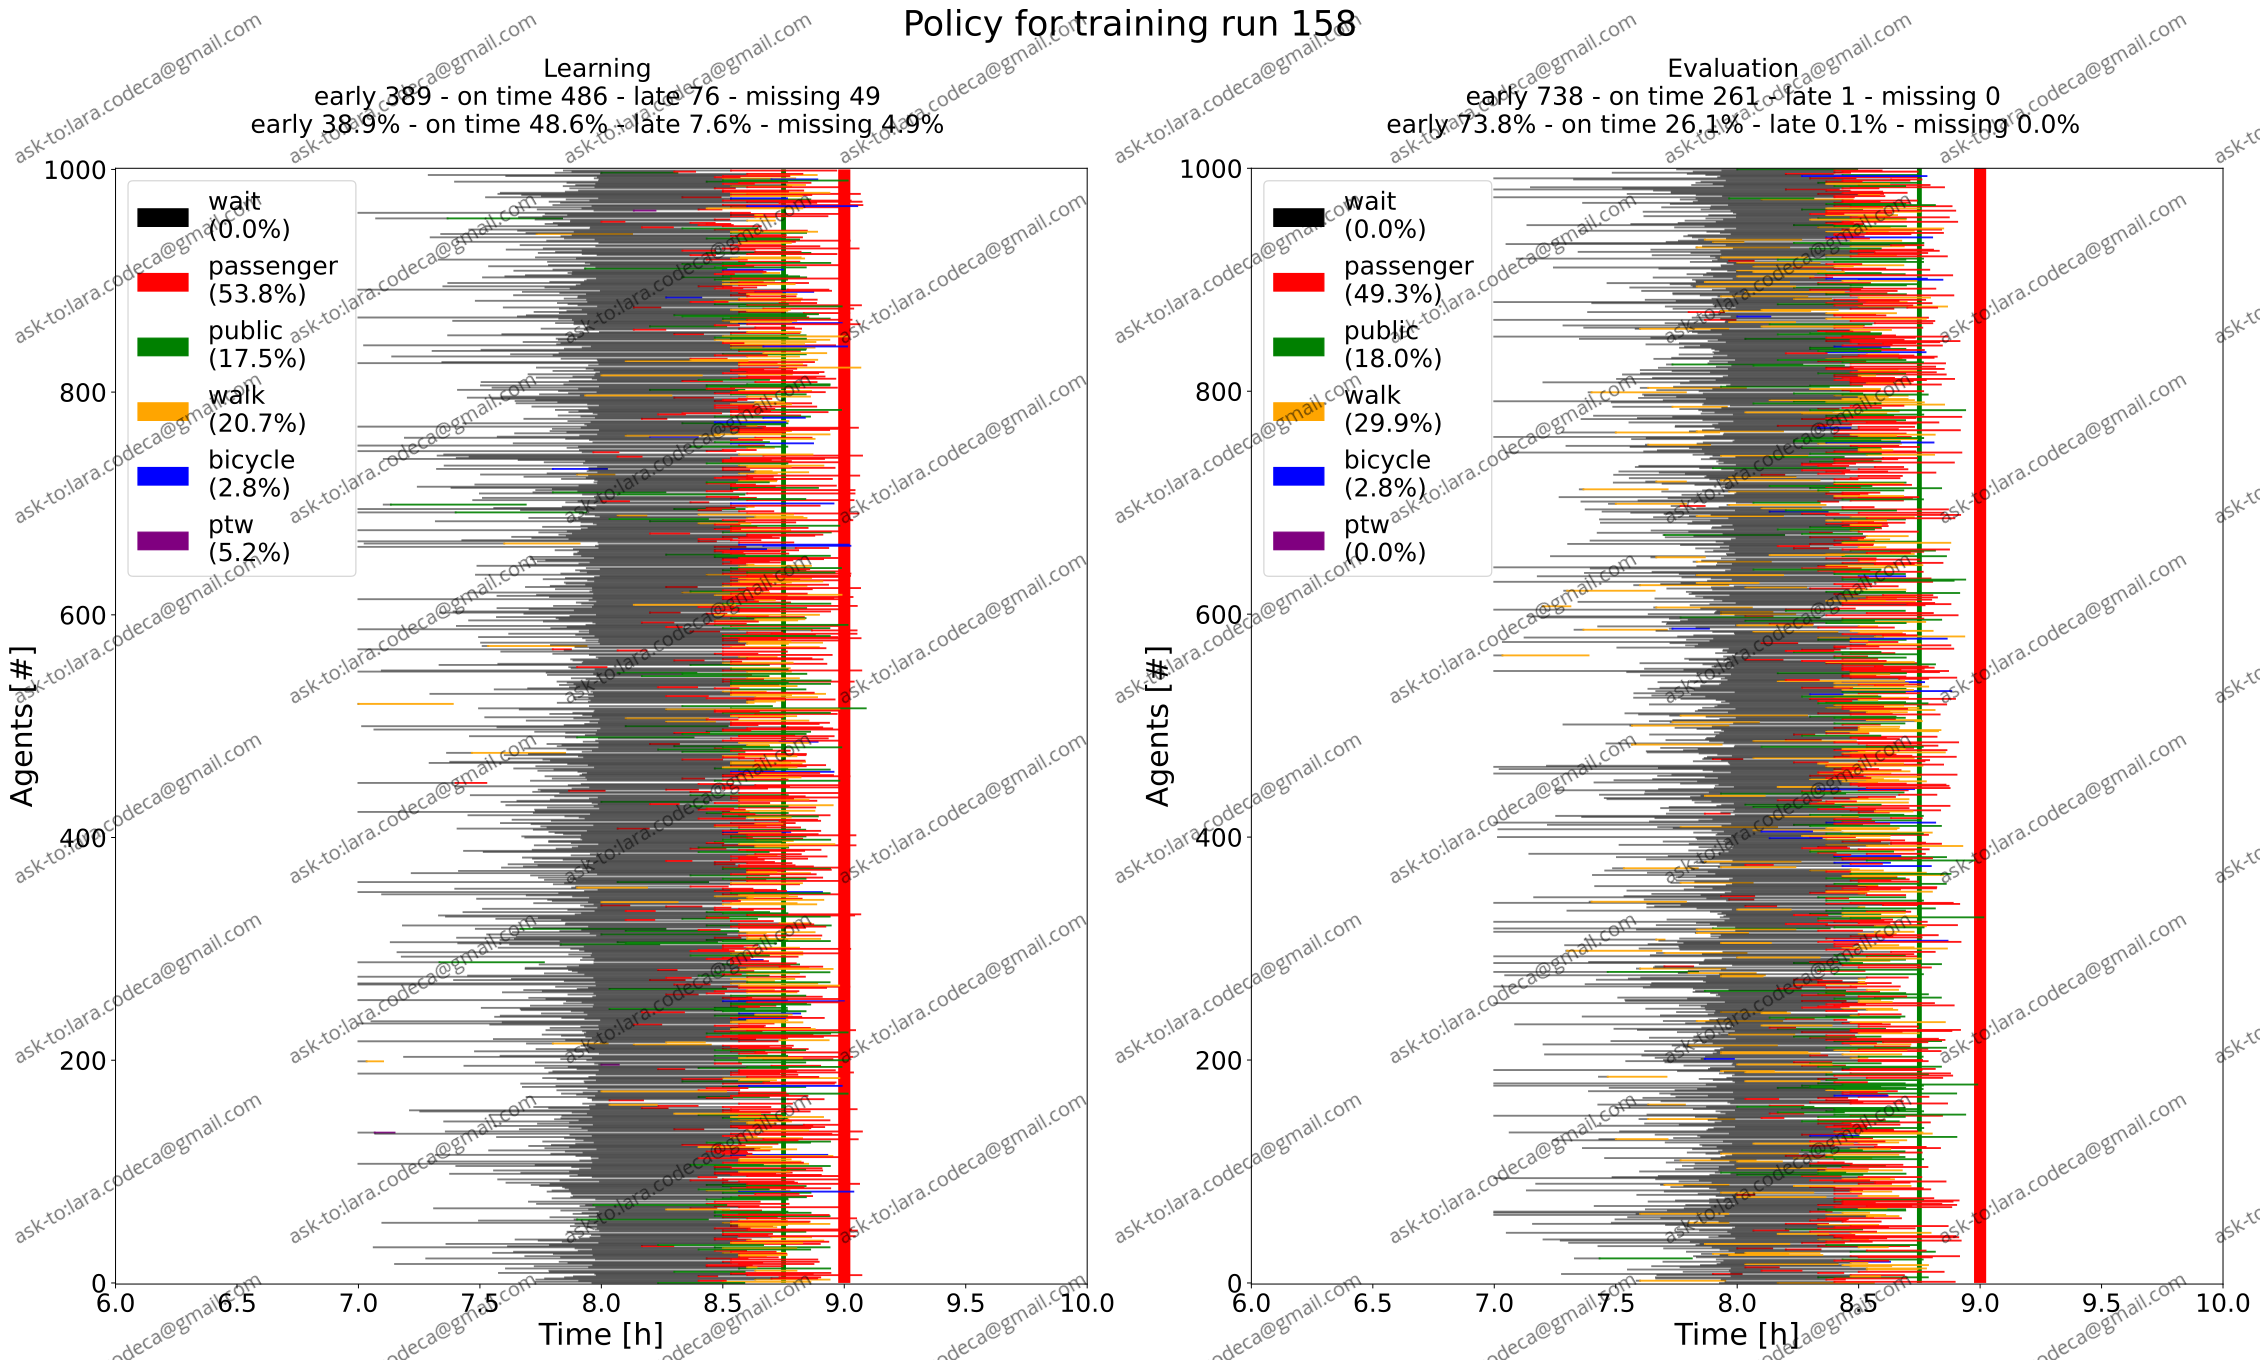 Policy for training run 158
Learning
early 389 - on time 486 - late 76 - missing 49
early 38.9% - on time 48.6% - late 7.6% - missing 4.9%
1000
800
600
400
200
0
Agents [#]
wait
(0.0%)
passenger
(53.8%)
public
(17.5%)
walk
(20.7%)
bicycle
(2.8%)
ptw
(5.2%)
6.0 6.5 7.0 7.5 8.0 8.5 9.0 9.5 10.0
Time [h]
Evaluation
early 738 - on time 261 - late 1 - missing 0
early 73.8% - on time 26.1% - late 0.1% - missing 0.0%
1000
800
600
400
200
0
Agents [#]
wait
(0.0%)
passenger
(49.3%)
public
(18.0%)
walk
(29.9%)
bicycle
(2.8%)
ptw
(0.0%)
6.0 6.5 7.0 7.5 8.0 8.5 9.0 9.5 10.0
Time [h]
ask-to:lara.codeca@gmail.com